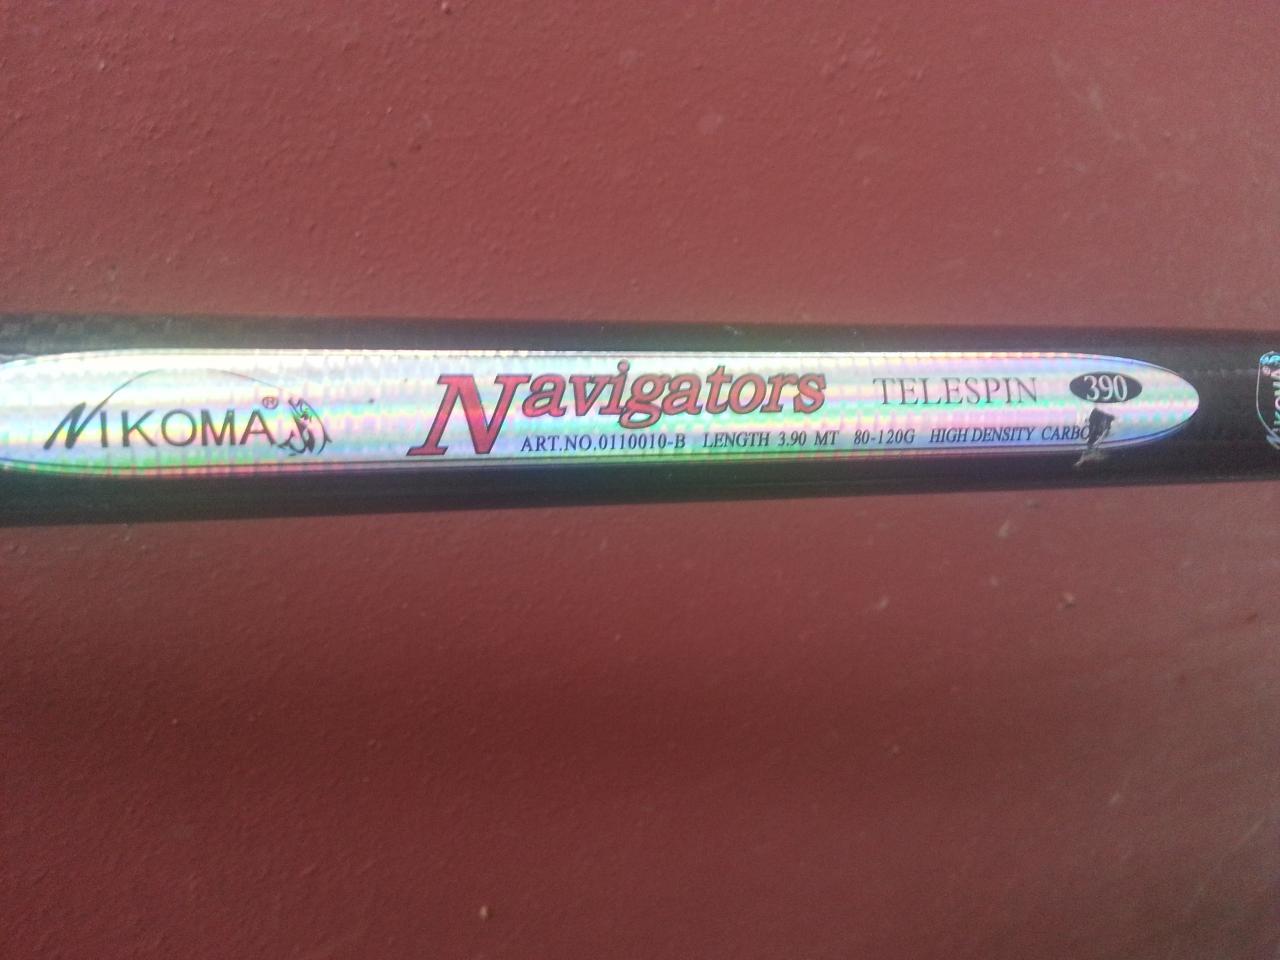 NIKOMA®
Navigators TELESPIN 390
ART.NO.0110010-B LENGTH 3.90 MT 80-120G HIGH DENSITY